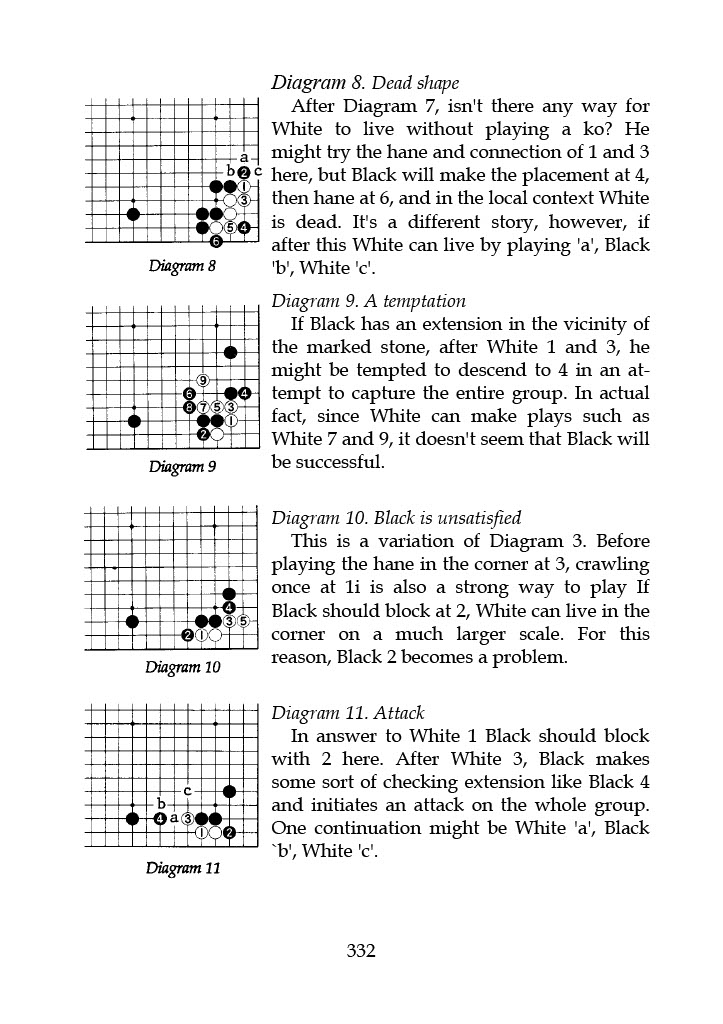 Diagram 8. Dead shape
After Diagram 7, isn't there any way for
White to live without playing a ko? He
might try the hane and connection of 1 and 3
here, but Black will make the placement at 4,
then hane at 6, and in the local context White
is dead. It's a different story, however, if
after this White can live by playing 'a', Black
'b', White 'c'.
a
b 2 c
1
3
5 4
6
Diagram 8
Diagram 9. A temptation
If Black has an extension in the vicinity of
the marked stone, after White 1 and 3, he
might be tempted to descend to 4 in an at-
tempt to capture the entire group. In actual
fact, since White can make plays such as
White 7 and 9, it doesn't seem that Black will
be successful.
9
6 4
8 7 5 3
1
2
Diagram 9
Diagram 10. Black is unsatisfied
This is a variation of Diagram 3. Before
playing the hane in the corner at 3, crawling
once at 1i is also a strong way to play If
Black should block at 2, White can live in the
corner on a much larger scale. For this
reason, Black 2 becomes a problem.
4
3 5
2 1
Diagram 10
Diagram 11. Attack
In answer to White 1 Black should block
with 2 here. After White 3, Black makes
some sort of checking extension like Black 4
and initiates an attack on the whole group.
One continuation might be White 'a', Black
`b', White 'c'.
c
b
4 a 3
1 2
Diagram 11
332